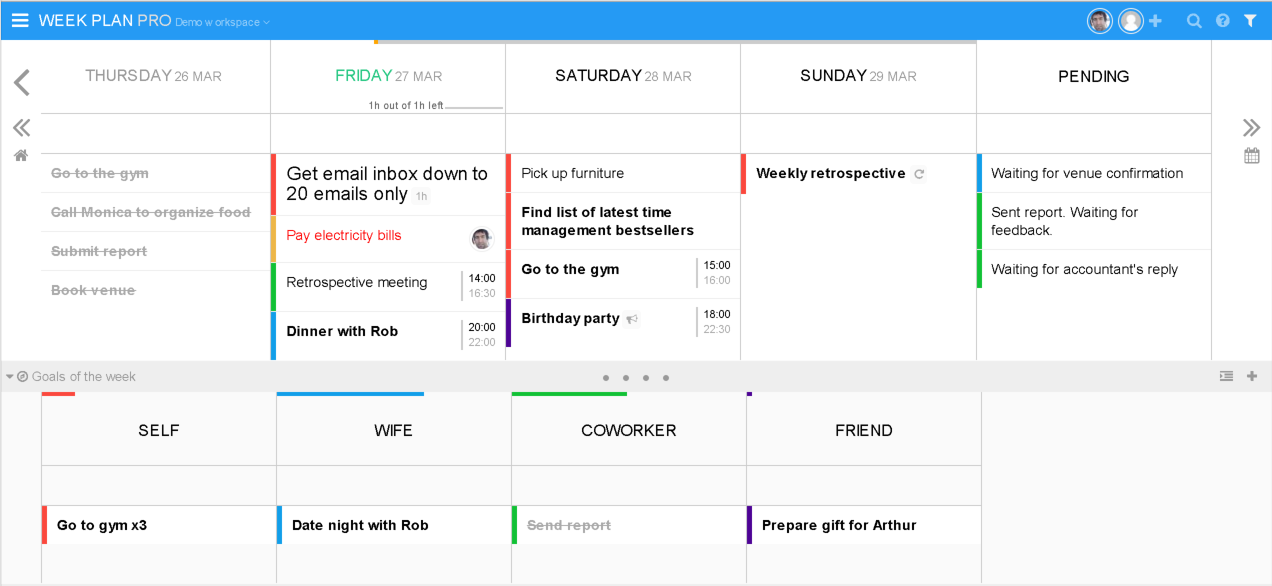 WEEK PLAN PRO Demo w orkspace
THURSDAY 26 MAR
FRIDAY 27 MAR
SATURDAY 28 MAR
SUNDAY 29 MAR
PENDING
1h out of 1h left
Go to the gym
Call Monica to organize food
Submit report
Book venue
Get email inbox down to
20 emails only 1h
Pay electricity bills
Retrospective meeting 14:00
16:30
Dinner with Rob 20:00
22:00
Pick up furniture
Find list of latest time
management bestsellers
Go to the gym 15:00
16:00
Birthday party 18:00
22:30
Weekly retrospective
Waiting for venue confirmation
Sent report. Waiting for
feedback.
Waiting for accountant's reply
Goals of the week
SELF
WIFE
COWORKER
FRIEND
Go to gym x3
Date night with Rob
Send report
Prepare gift for Arthur